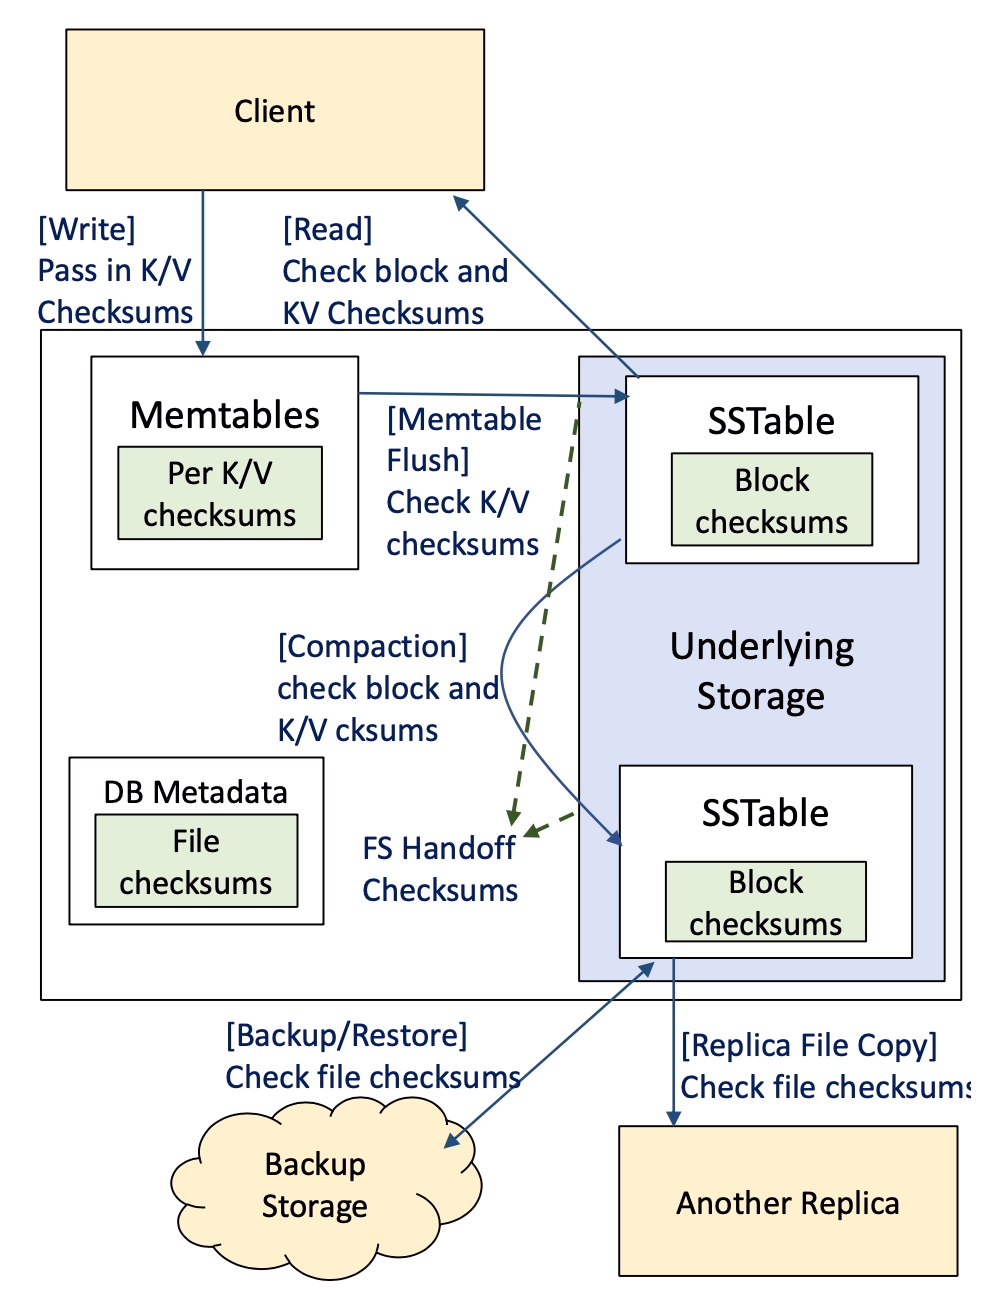 Client
[Write]
Pass in K/V
Checksums
[Read]
Check block and
KV Checksums
Memtables
Per K/V
checksums
[Memtable
Flush]
Check K/V
checksums
SSTable
Block
checksums
Underlying
Storage
[Compaction]
check block and
K/V cksums
DB Metadata
File
checksums
FS Handoff
Checksums
SSTable
Block
checksums
[Backup/Restore]
Check file checksums
[Replica File Copy]
Check file checksums
Backup
Storage
Another Replica